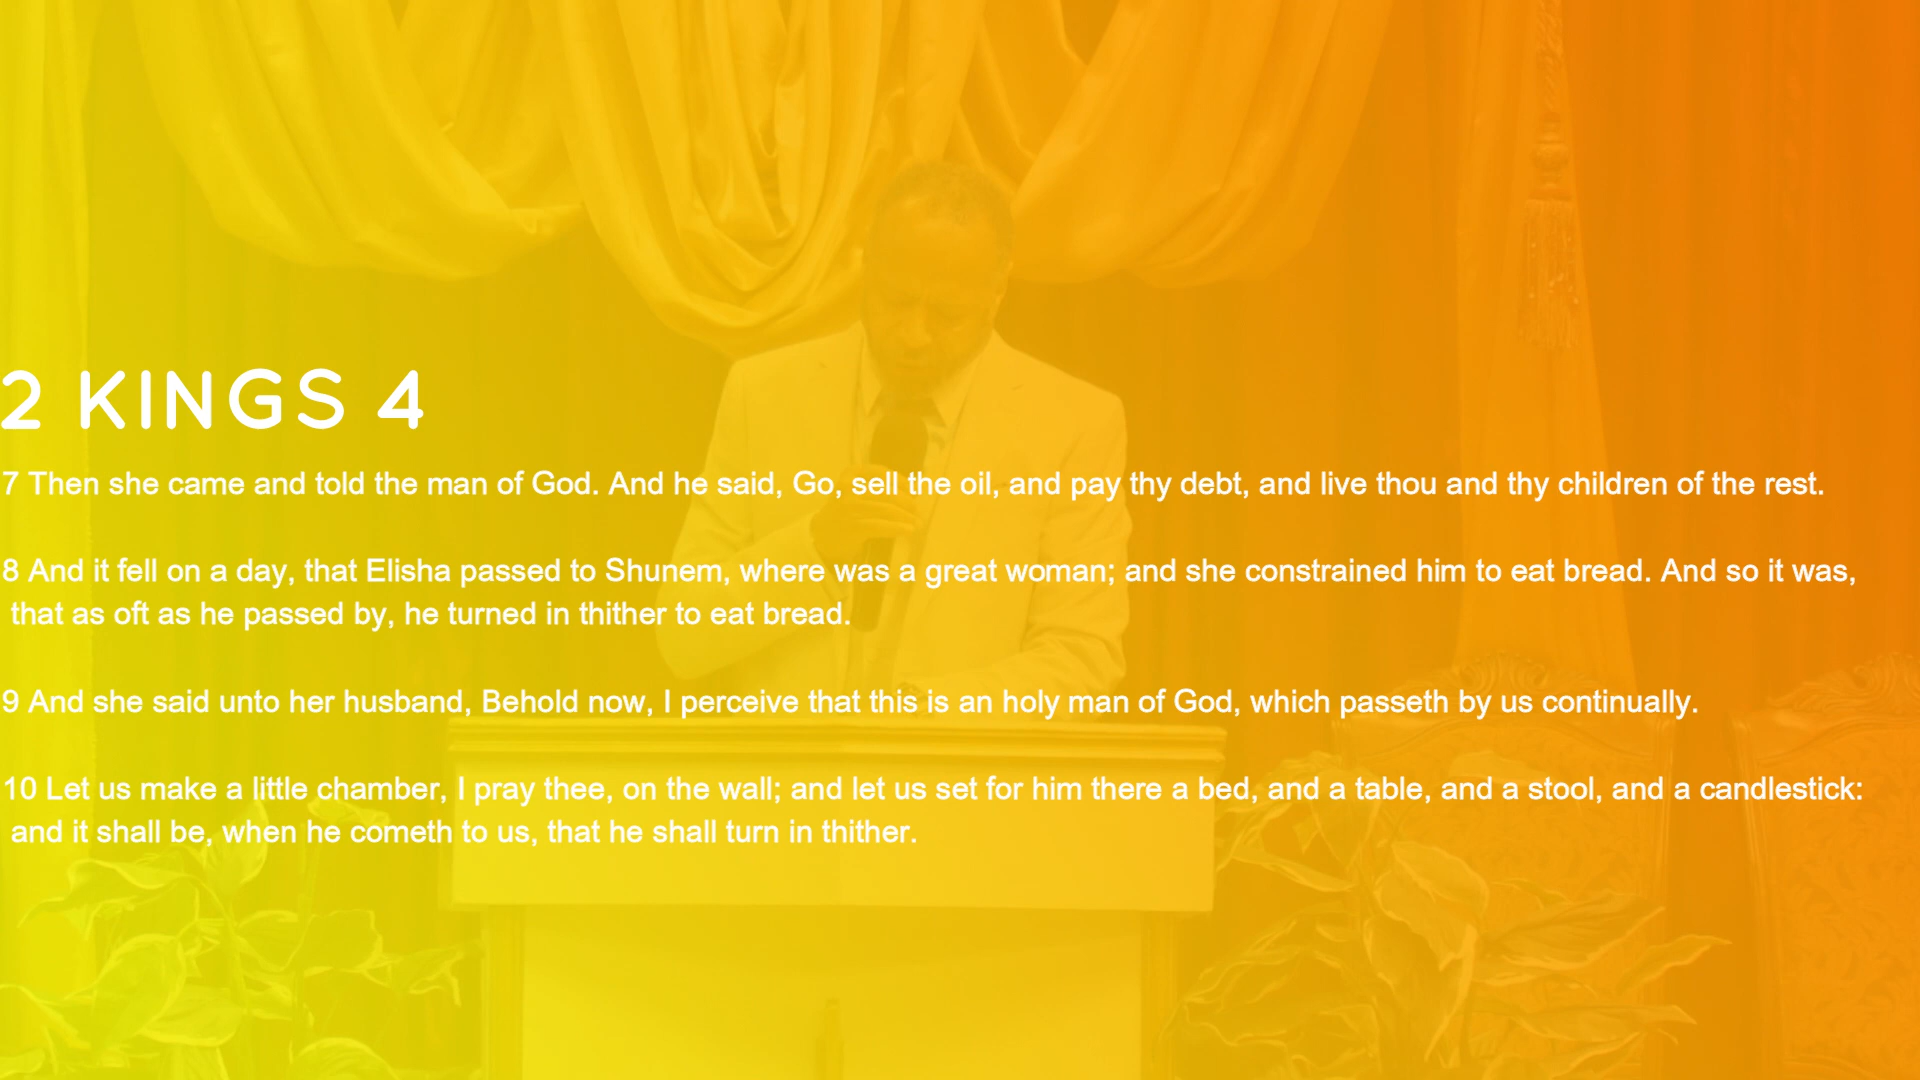 2 KINGS 4
7 Then she came and told the man of God. And he said, Go, sell the oil, and pay thy debt, and live thou and thy children of the rest.
8 And it fell on a day, that Elisha passed to Shunem, where was a great woman; and she constrained him to eat bread. And so it was,
that as oft as he passed by, he turned in thither to eat bread.
9 And she said unto her husband, Behold now, I perceive that this is an holy man of God, which passeth by us continually.
10 Let us make a little chamber, I pray thee, on the wall; and let us set for him there a bed, and a table, and a stool, and a candlestick:
and it shall be, when he cometh to us, that he shall turn in thither.